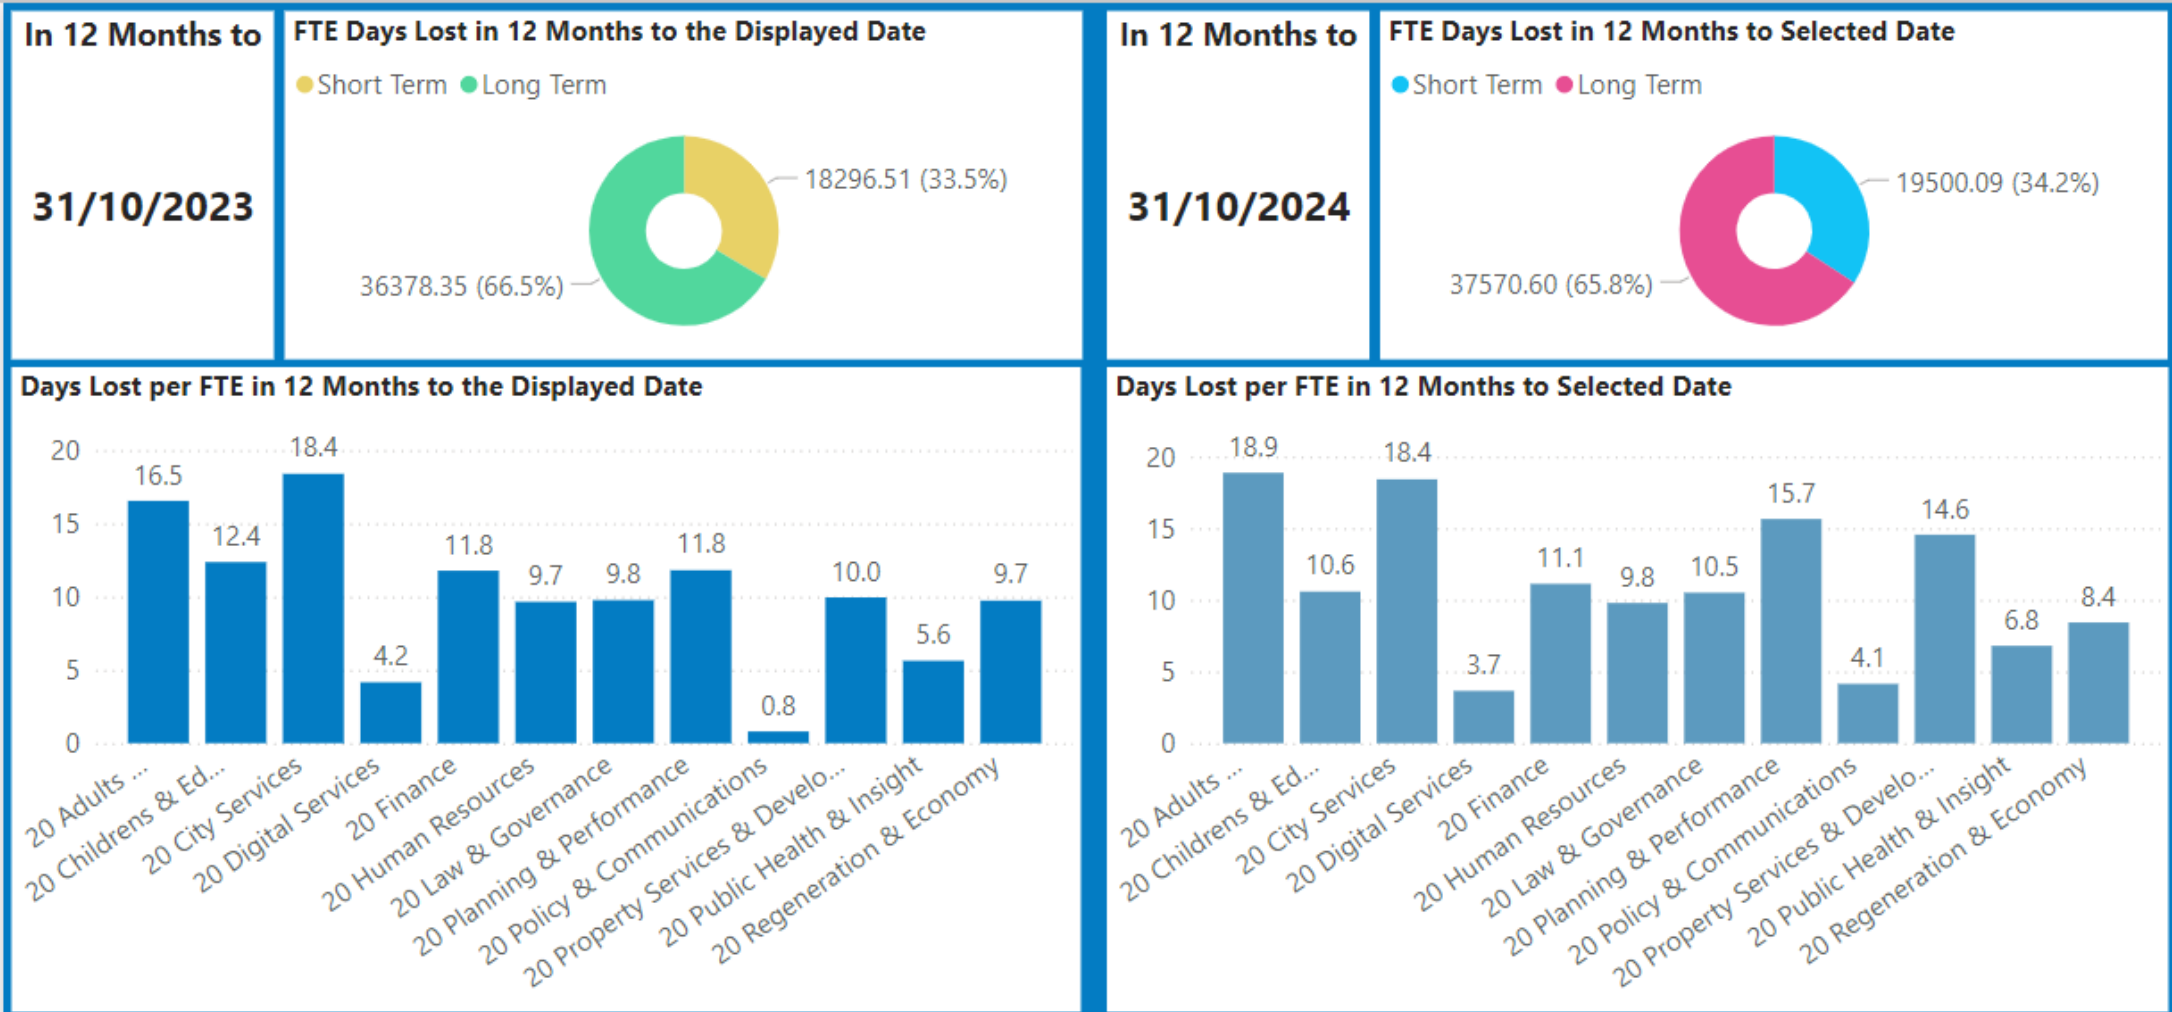 In 12 Months to
31/10/2023
FTE Days Lost in 12 Months to the Displayed Date
Short Term Long Term
18296.51 (33.5%)
36378.35 (66.5%)
In 12 Months to
31/10/2024
FTE Days Lost in 12 Months to Selected Date
Short Term Long Term
19500.09 (34.2%)
37570.60 (65.8%)
Days Lost per FTE in 12 Months to the Displayed Date
20
15
10
5
0
16.5
12.4
18.4
4.2
11.8
9.7
9.8
11.8
0.8
10.0
5.6
9.7
20 Adults ...
20 Childrens & Ed...
20 City Services
20 Digital Services
20 Finance
20 Human Resources
20 Law & Governance
20 Planning & Performance
20 Policy & Communications
20 Property Services & Develo...
20 Public Health & Insight
20 Regeneration & Economy
Days Lost per FTE in 12 Months to Selected Date
20
15
10
5
0
18.9
10.6
18.4
3.7
11.1
9.8
10.5
15.7
4.1
14.6
6.8
8.4
20 Adults ...
20 Childrens & Ed...
20 City Services
20 Digital Services
20 Finance
20 Human Resources
20 Law & Governance
20 Planning & Performance
20 Policy & Communications
20 Property Services & Develo...
20 Public Health & Insight
20 Regeneration & Economy